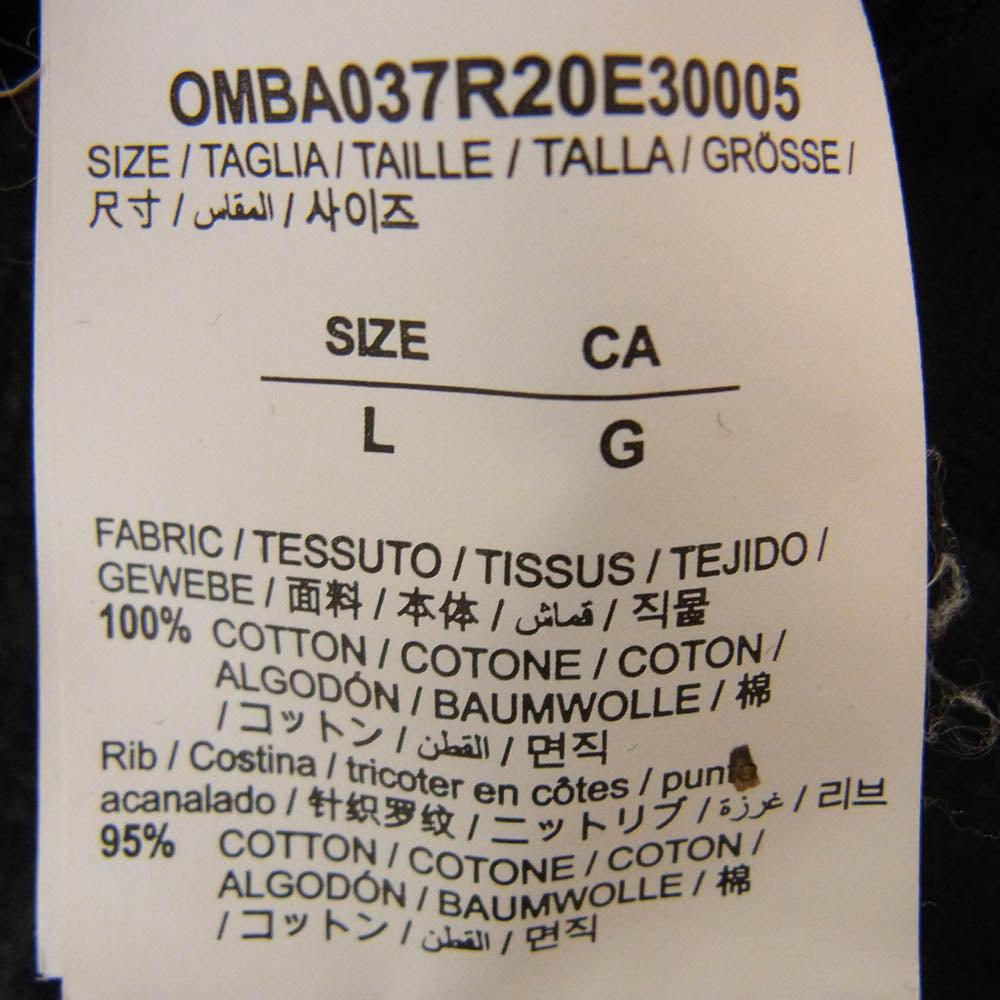 OMBA037R20E30005
SIZE / TAGLIA / TAILLE / TALLA / GRÖSSE /
尺寸 / المقاس / 사이즈
SIZE CA
L G
FABRIC / TESSUTO / TISSUS / TEJIDO /
GEWEBE / 面料 / 本体 / قماش / 직물
100% COTTON / COTONE / COTON /
ALGODÓN / BAUMWOLLE / 棉
/ コットン / القطن / 면직
Rib / Costina / tricoter en côtes /
acanalado / 针织罗纹 / ニットリブ / غرزة / 리브
95% COTTON / COTONE / COTON /
ALGODÓN / BAUMWOLLE / 棉
/ コットン / القطن / 면직